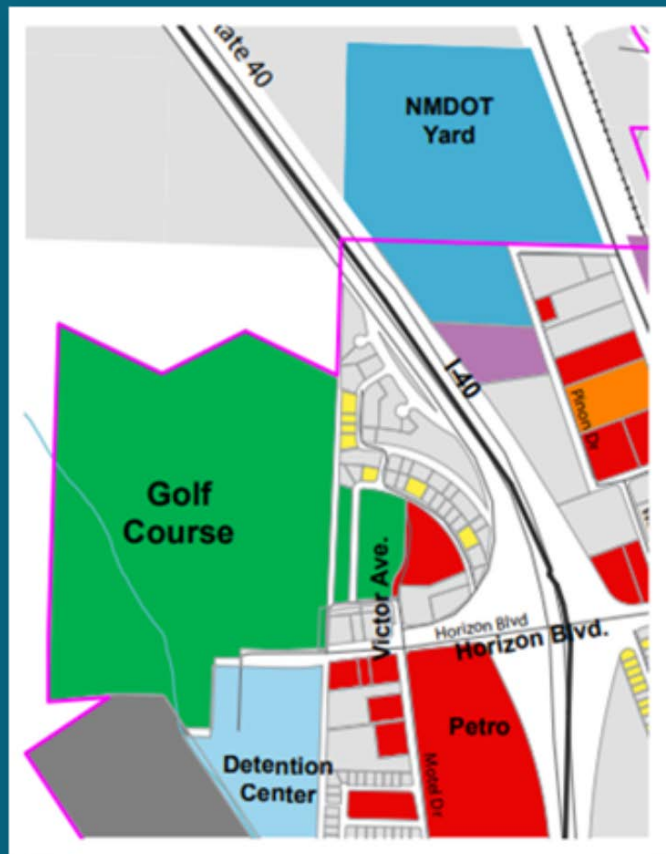 ate 40
NMDOT
Yard
I-40
Pinon Dr
Golf
Course
Victor Ave.
Horizon Blvd
Horizon Blvd.
Petro
Detention
Center
Motel Dr